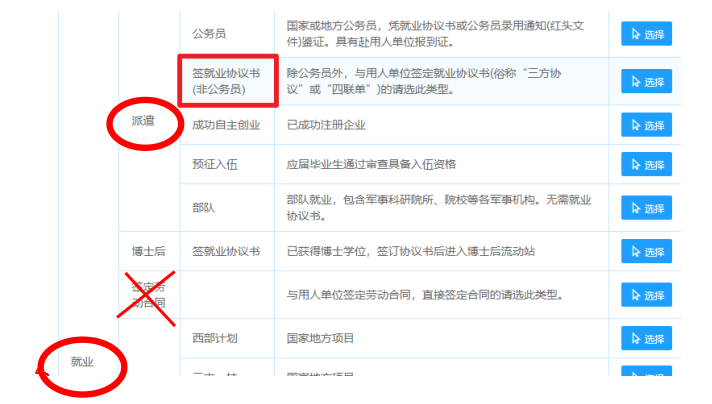 公务员
国家或地方公务员，凭就业协议书或公务员录用通知(红头文
件)鉴证。具有赴用人单位报到证。
选择
签就业协议书
(非公务员)
除公务员外，与用人单位签定就业协议书(俗称“三方协
议”或“四联单”)的请选此类型。
选择
派遣
成功自主创业
已成功注册企业
选择
预征入伍
应届毕业生通过审查具备入伍资格
选择
部队
部队就业，包含军事科研院所、院校等各军事机构。无需就业
协议书。
选择
博士后
签就业协议书
已获得博士学位，签订协议书后进入博士后流动站
选择
签定劳
动合同
与用人单位签定劳动合同，直接签定合同的请选此类型。
选择
西部计划
国家地方项目
选择
就业